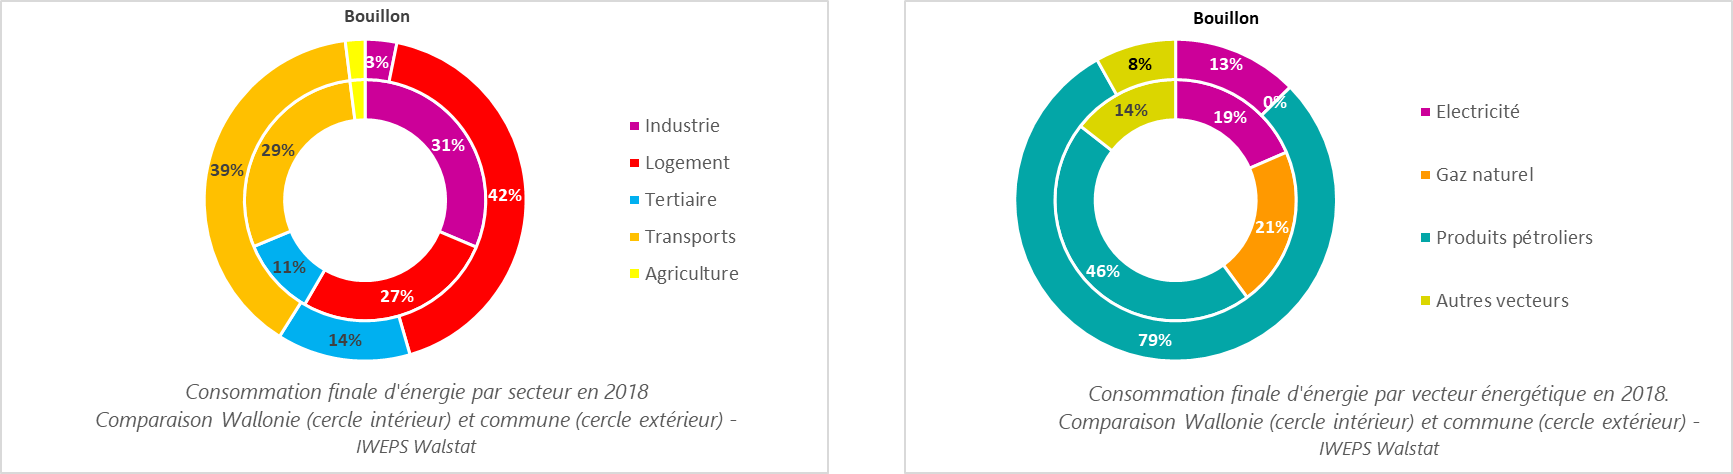 Bouillon
3%
31%
29%
39%
42%
11%
27%
14%
Industrie
Logement
Tertiaire
Transports
Agriculture
Consommation finale d'énergie par secteur en 2018
Comparaison Wallonie (cercle intérieur) et commune (cercle extérieur) -
IWEPS Walstat
Bouillon
8%
13%
0%
14%
19%
21%
46%
79%
Electricité
Gaz naturel
Produits pétroliers
Autres vecteurs
Consommation finale d'énergie par vecteur énergétique en 2018.
Comparaison Wallonie (cercle intérieur) et commune (cercle extérieur) -
IWEPS Walstat